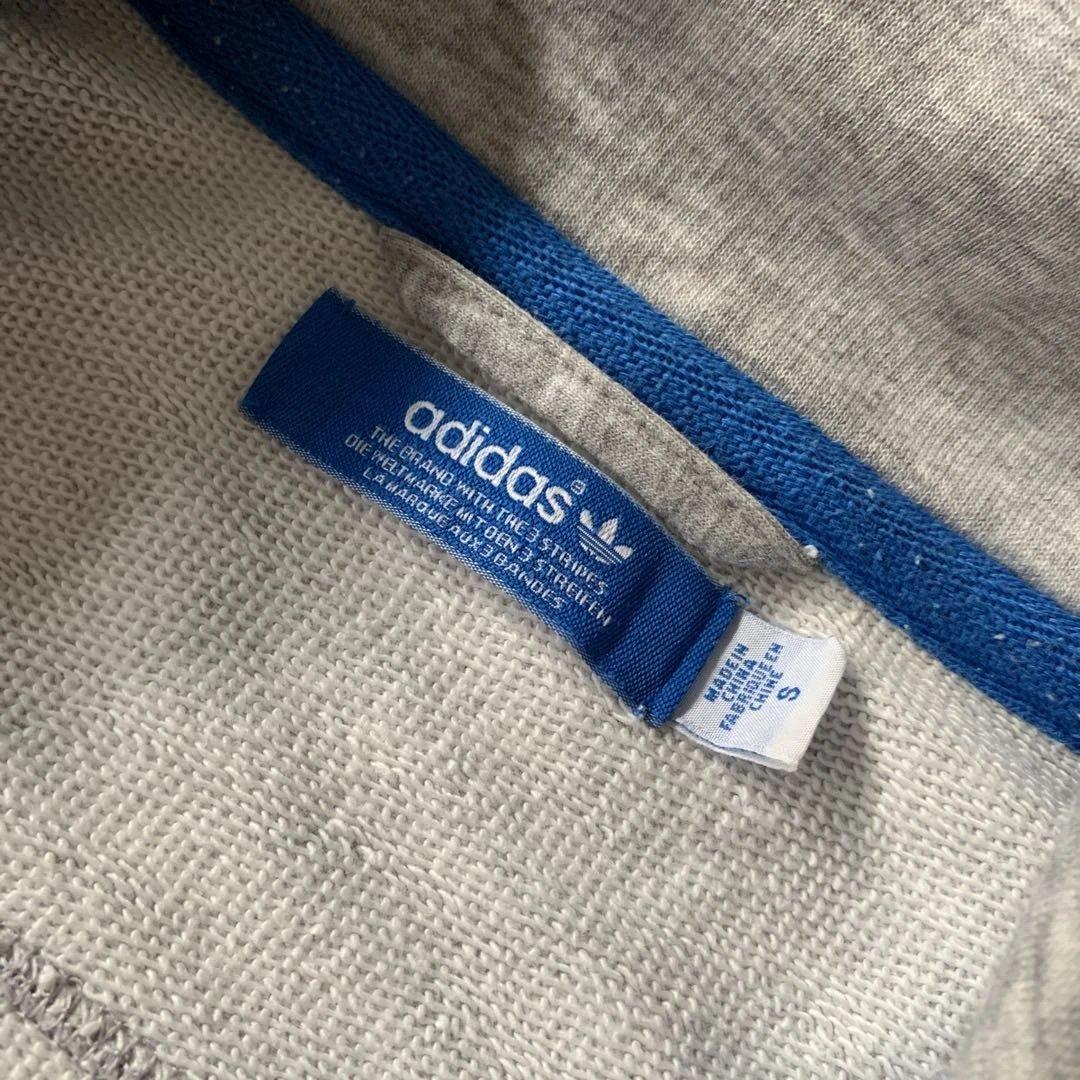 adidas®
THE BRAND WITH THE 3 STRIPES
DIE WELTMARKE MIT DEN 3 STREIFEN
LA MARQUE AUX 3 BANDES
MADE IN
CHINA
FABRIQUE EN
CHINE
S